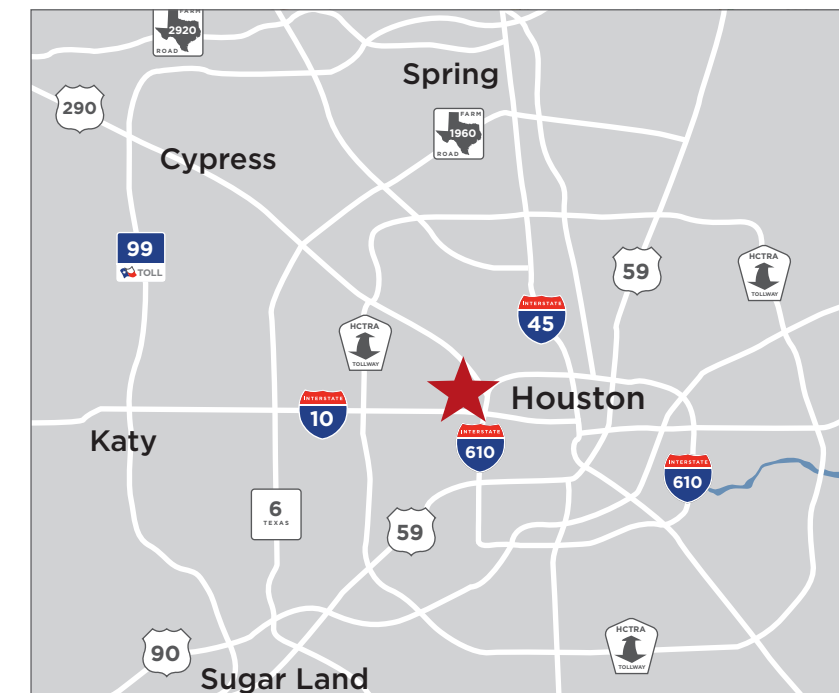 FARM
2920
ROAD
Spring
290
FARM
1960
ROAD
Cypress
99
TOLL
59
HCTRA
TOLLWAY
INTERSTATE
45
HCTRA
TOLLWAY
INTERSTATE
10
Houston
Katy
INTERSTATE
610
INTERSTATE
610
6
TEXAS
59
90
HCTRA
TOLLWAY
Sugar Land